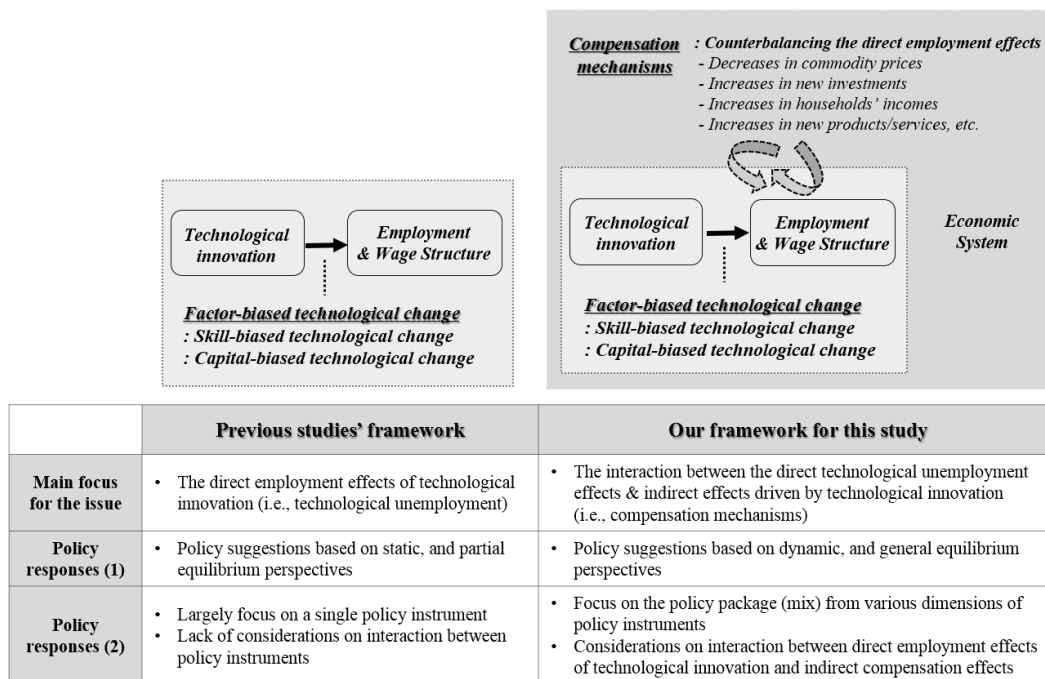 Technological
innovation
Employment
& Wage Structure
Factor-biased technological change
: Skill-biased technological change
: Capital-biased technological change
Compensation
mechanisms
: Counterbalancing the direct employment effects
- Decreases in commodity prices
- Increases in new investments
- Increases in households' incomes
- Increases in new products/services, etc.
Technological
innovation
Employment
& Wage Structure
Economic
System
Factor-biased technological change
: Skill-biased technological change
: Capital-biased technological change
Previous studies' framework
Our framework for this study
Main focus
for the issue
• The direct employment effects of technological
innovation (i.e., technological unemployment)
• The interaction between the direct technological unemployment
effects & indirect effects driven by technological innovation
(i.e., compensation mechanisms)
Policy
responses (1)
• Policy suggestions based on static, and partial
equilibrium perspectives
• Policy suggestions based on dynamic, and general equilibrium
perspectives
Policy
responses (2)
• Largely focus on a single policy instrument
• Lack of considerations on interaction between
policy instruments
• Focus on the policy package (mix) from various dimensions of
policy instruments
• Considerations on interaction between direct employment effects
of technological innovation and indirect compensation effects